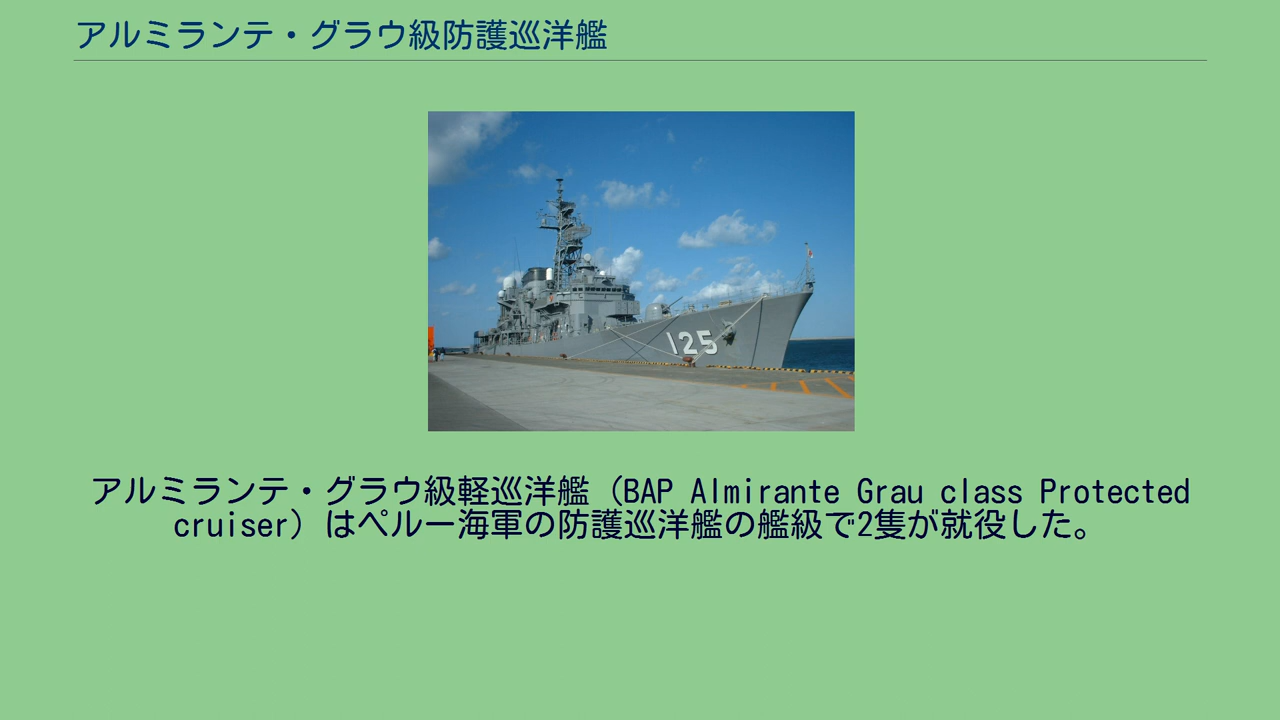 アルミランテ・グラウ級防護巡洋艦
125
アルミランテ・グラウ級軽巡洋艦（BAP Almirante Grau class Protected
cruiser）はペルー海軍の防護巡洋艦の艦級で2隻が就役した。